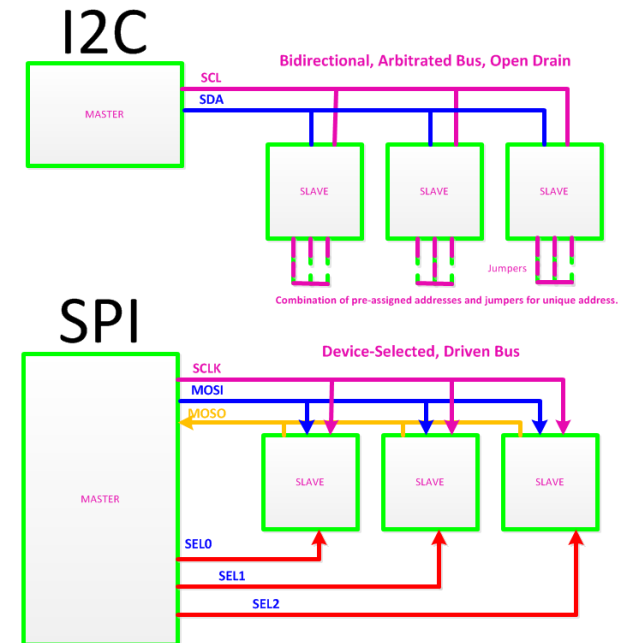 I2C
Bidirectional, Arbitrated Bus, Open Drain
SCL
SDA
MASTER
SLAVE
SLAVE
SLAVE
Jumpers
Combination of pre-assigned addresses and jumpers for unique address.
SPI
Device-Selected, Driven Bus
SCLK
MOSI
MOSO
MASTER
SLAVE
SLAVE
SLAVE
SEL0
SEL1
SEL2